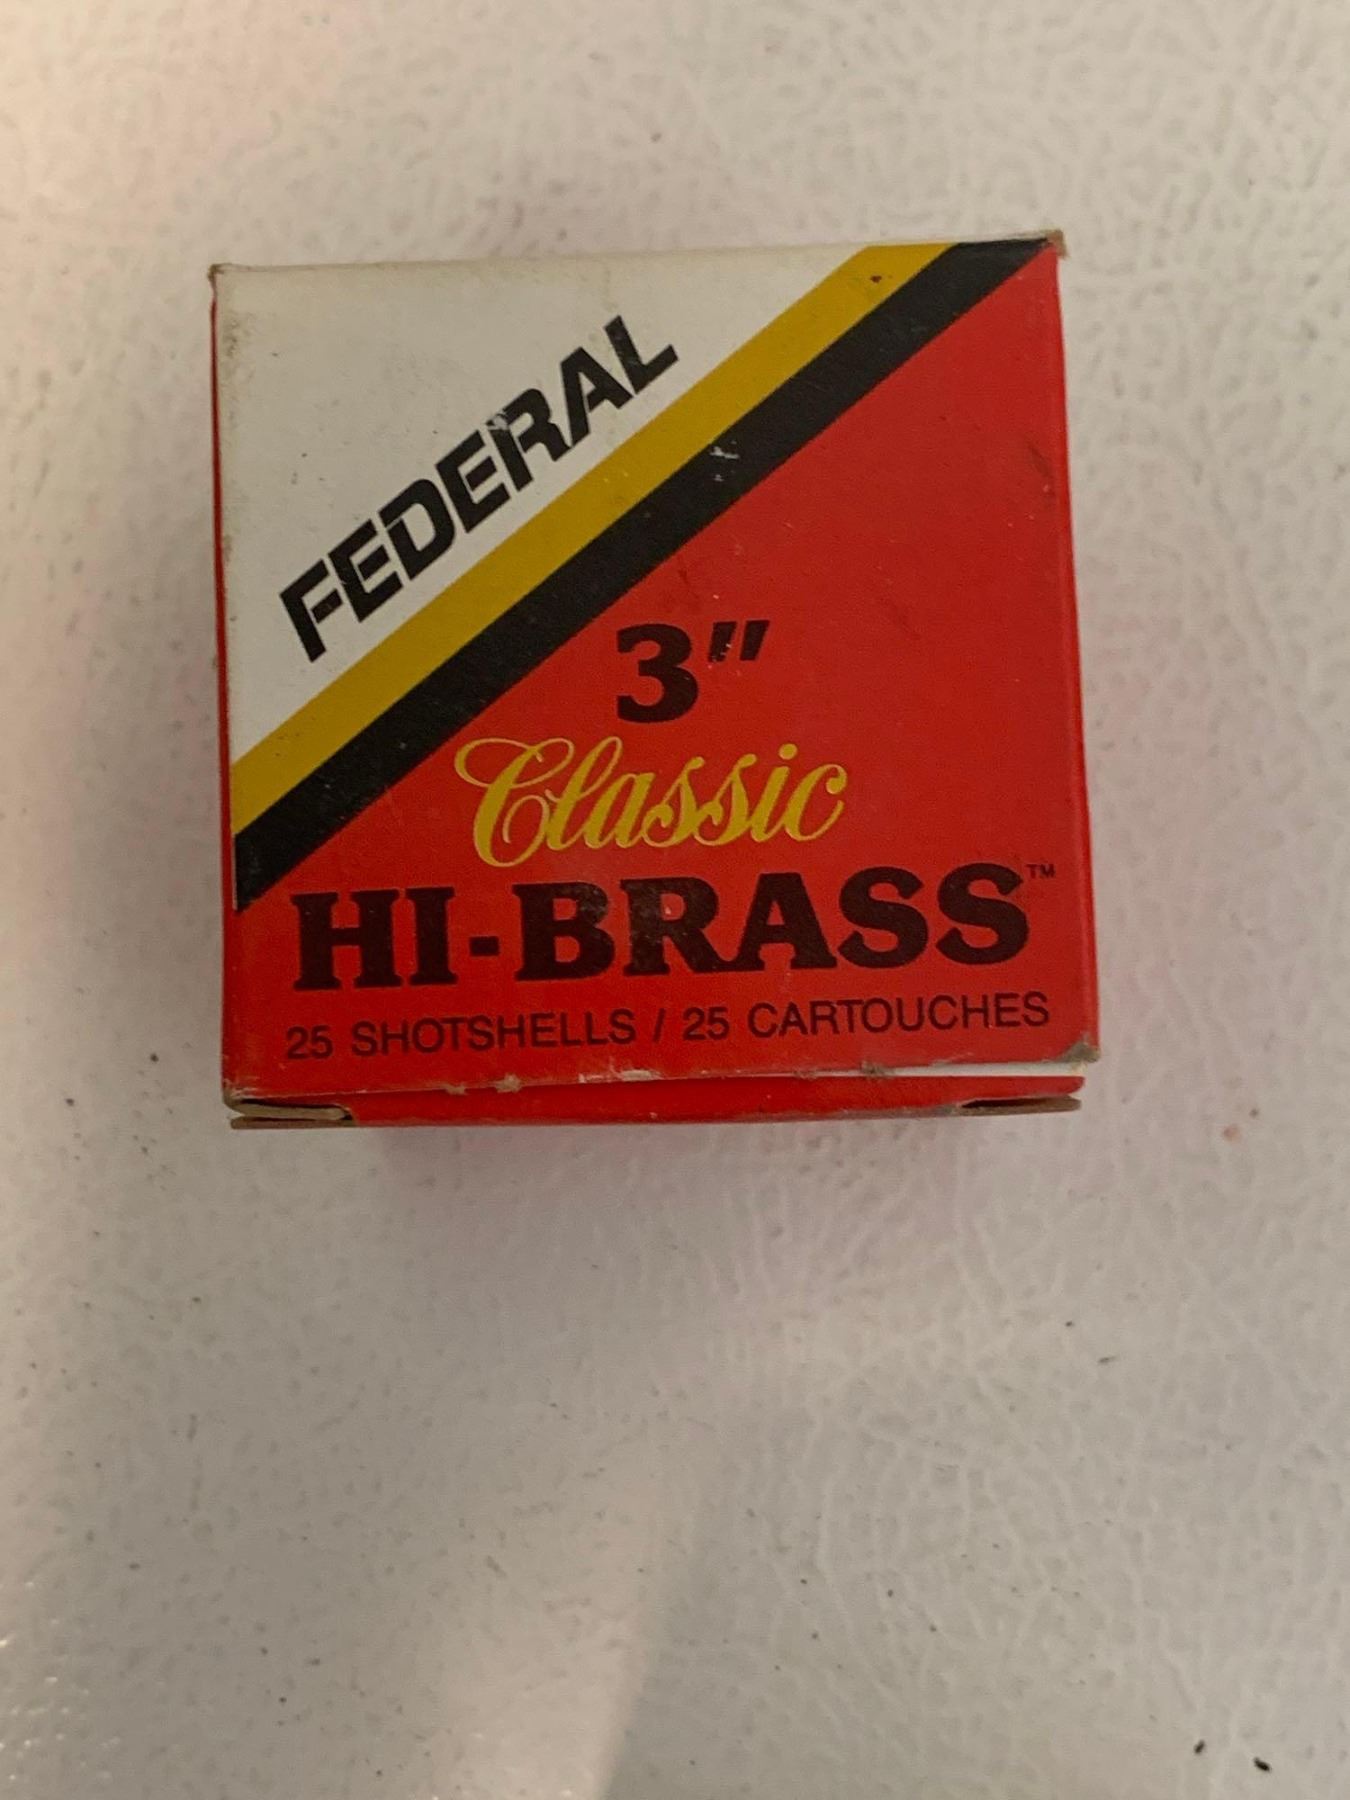 FEDERAL
3"
Classic
HI-BRASS™
25 SHOTSHELLS / 25 CARTOUCHES